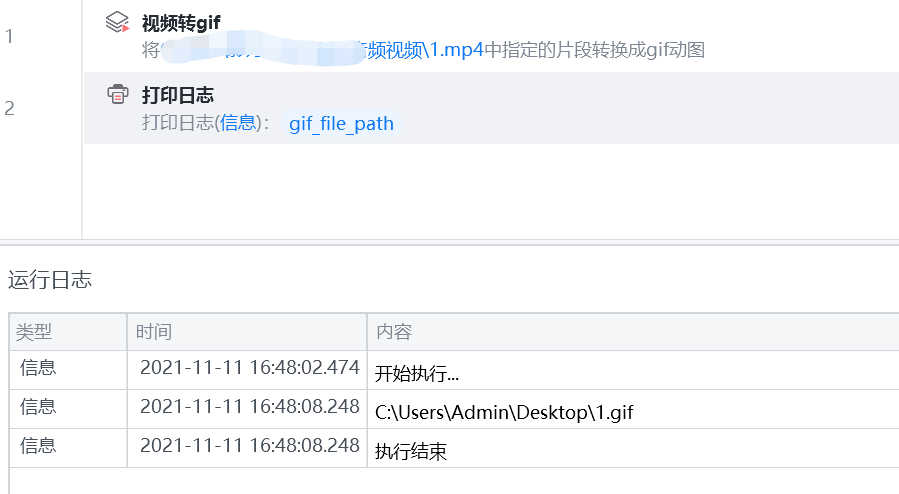 1
视频转gif
将 频视频\1.mp4中指定的片段转换成gif动图
2
打印日志
打印日志(信息)： gif_file_path
运行日志
类型 时间 内容
信息 2021-11-11 16:48:02.474 开始执行...
信息 2021-11-11 16:48:08.248 C:\Users\Admin\Desktop\1.gif
信息 2021-11-11 16:48:08.248 执行结束